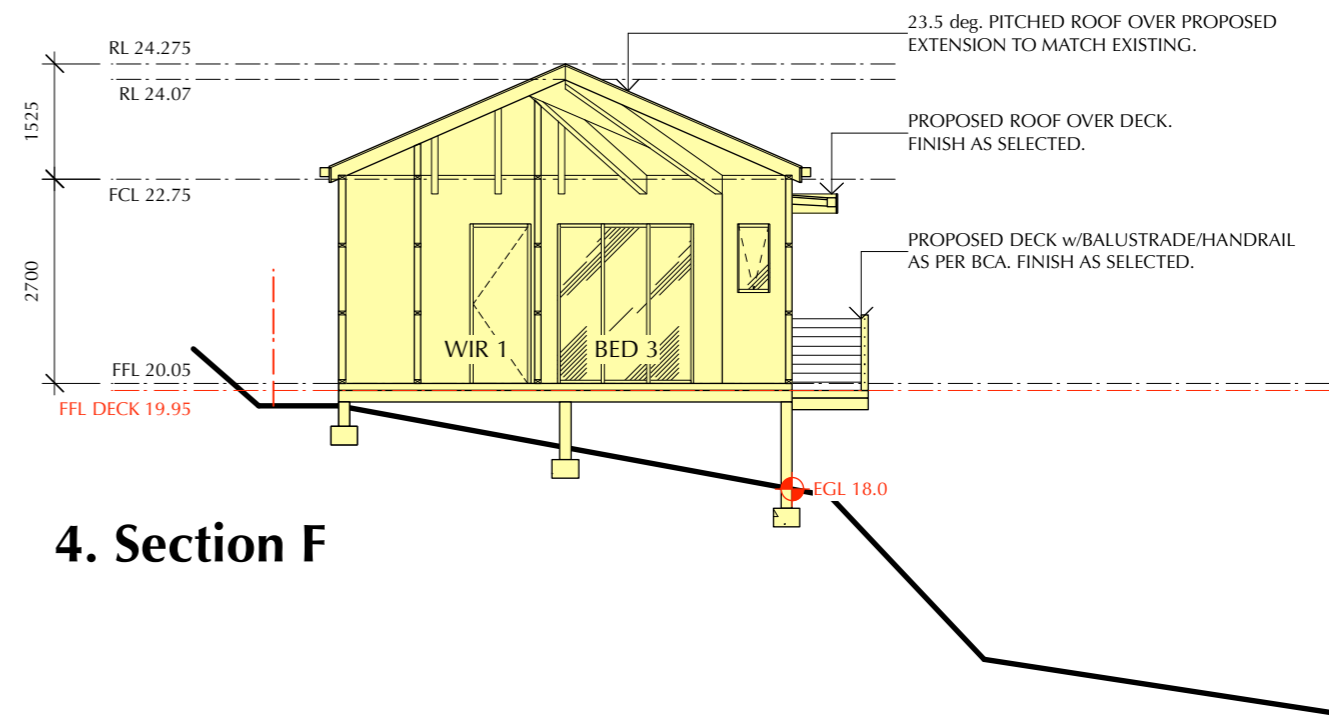 23.5 deg. PITCHED ROOF OVER PROPOSED
EXTENSION TO MATCH EXISTING.
RL 24.275
RL 24.07
1525
PROPOSED ROOF OVER DECK.
FINISH AS SELECTED.
FCL 22.75
PROPOSED DECK w/BALUSTRADE/HANDRAIL
AS PER BCA. FINISH AS SELECTED.
2700
WIR 1
BED 3
FFL 20.05
FFL DECK 19.95
EGL 18.0
4. Section F